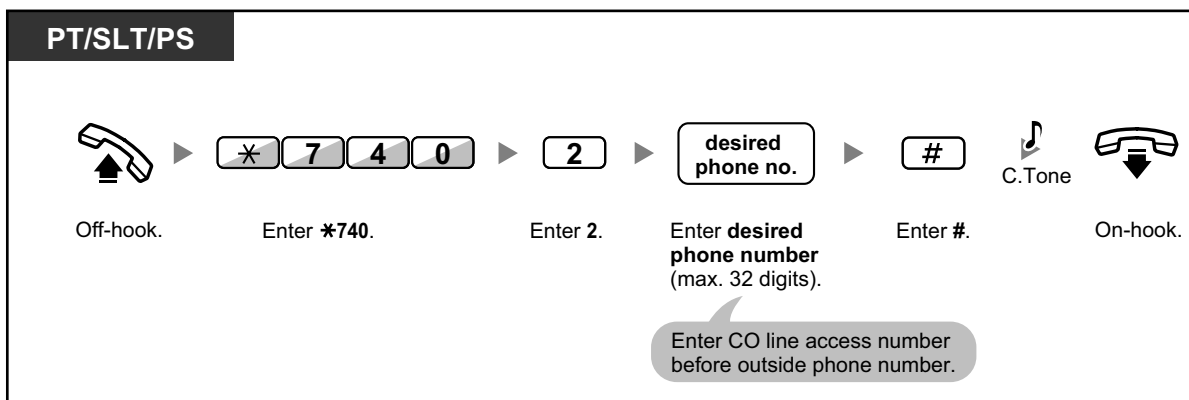 PT/SLT/PS
7 4 0 2 desired
phone no. #
C.Tone
Off-hook. Enter *740. Enter 2. Enter desired
phone number
(max. 32 digits). Enter #. On-hook.
Enter CO line access number
before outside phone number.